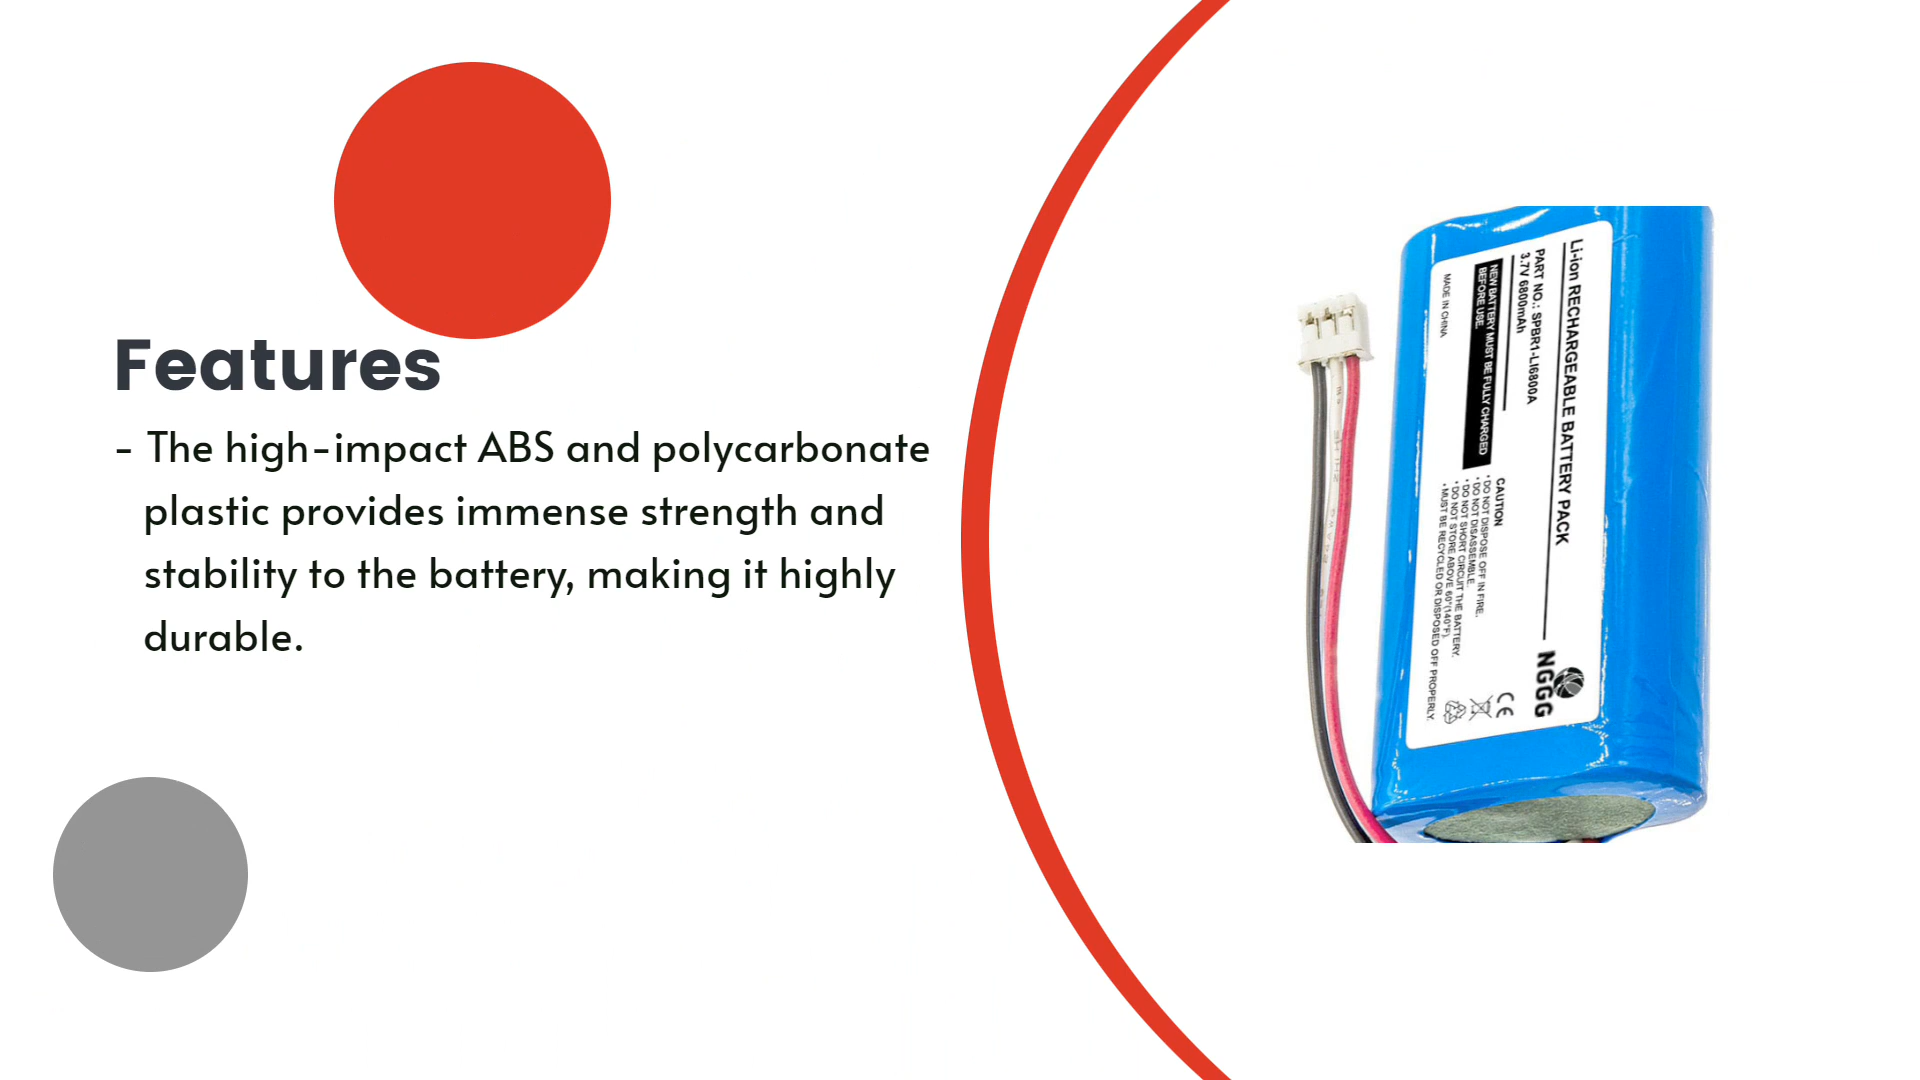 Features
- The high-impact ABS and polycarbonate
plastic provides immense strength and
stability to the battery, making it highly
durable.
Li-ion RECHARGEABLE BATTERY PACK
PART NO.: SPBR1-LI6800A
3.7V 6800mAh
NEW BATTERY MUST BE FULLY CHARGED
BEFORE USE.
MADE IN CHINA
CAUTION
• DO NOT DISPOSE OFF IN FIRE.
• DO NOT DISASSEMBLE.
• DO NOT SHORT CIRCUIT THE BATTERY.
• DO NOT STORE ABOVE 60°(140°F).
• MUST BE RECYCLED OR DISPOSED OFF PROPERLY.
NGGG
CE